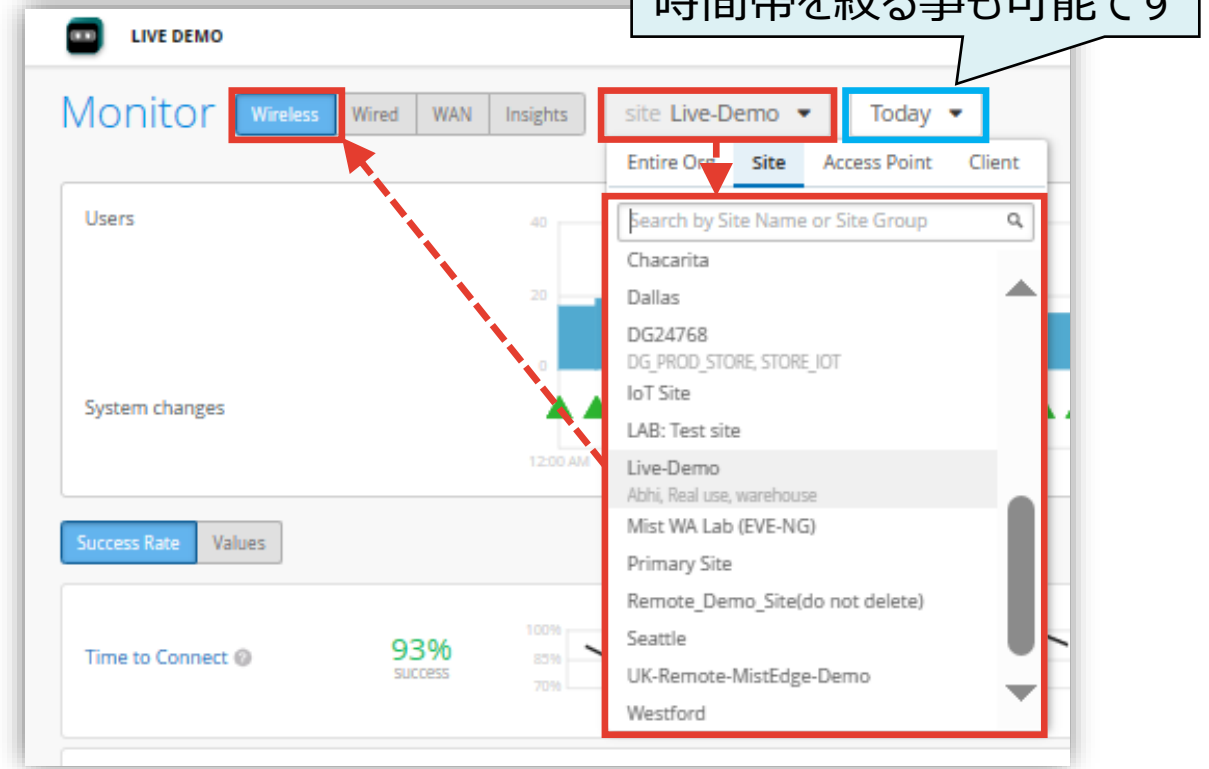 時間帯を絞る事も可能です
LIVE DEMO
Monitor Wireless Wired WAN Insights site Live-Demo Today
Entire Org Site Access Point Client
Users
40
Search by Site Name or Site Group
Chacarita
20
Dallas
DG24768
DG_PROD_STORE, STORE_IOT
0
IoT Site
System changes
LAB: Test site
12:00 AM
Live-Demo
Abhi, Real use, warehouse
Mist WA Lab (EVE-NG)
Success Rate Values
Primary Site
Remote_Demo_Site(do not delete)
Time to Connect
93%
success
100%
85%
70%
Seattle
UK-Remote-MistEdge-Demo
Westford